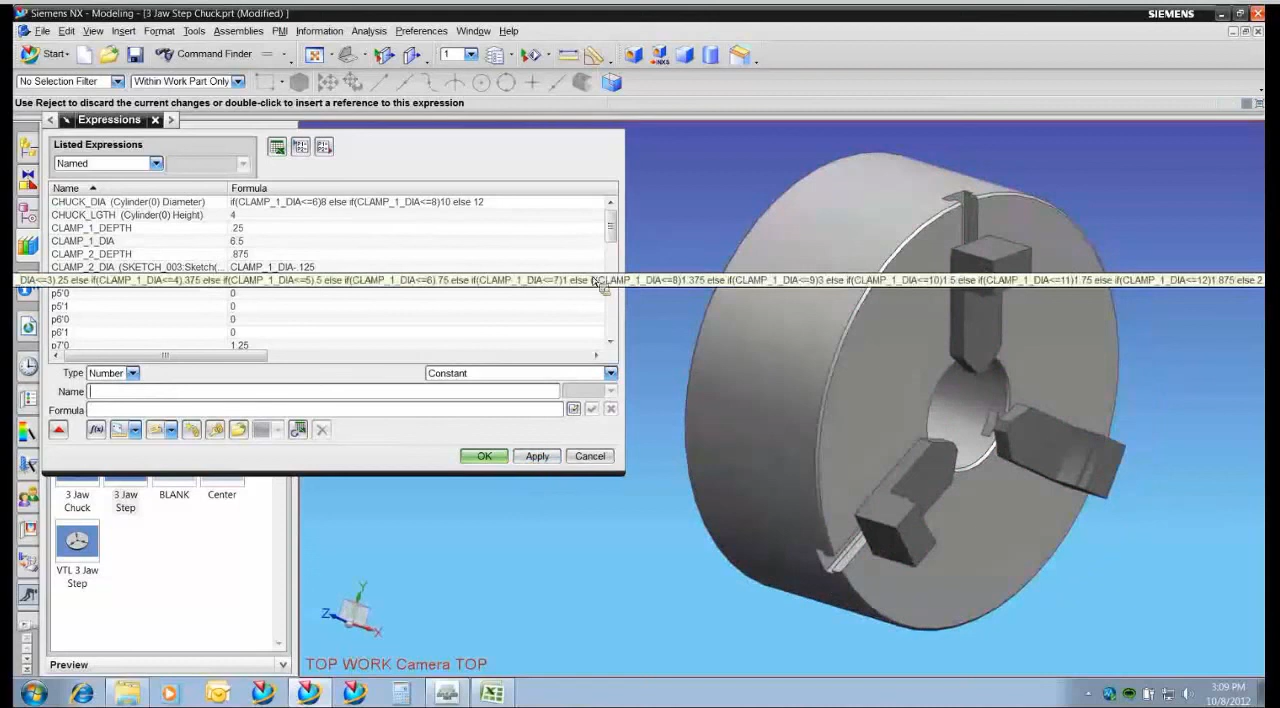 Siemens NX - Modeling - [3 Jaw Step Chuck.prt (Modified) ]
SIEMENS
File Edit View Insert Format Tools Assemblies PMI Information Analysis Preferences Window Help
Start Command Finder 1
No Selection Filter Within Work Part Only
Use Reject to discard the current changes or double-click to insert a reference to this expression
Expressions
Listed Expressions
Named
Name Formula
CHUCK_DIA (Cylinder(0) Diameter) if(CLAMP_1_DIA<=6)8 else if(CLAMP_1_DIA<=8)10 else 12
CHUCK_LGTH (Cylinder(0) Height) 4
CLAMP_1_DEPTH .25
CLAMP_1_DIA 6.5
CLAMP_2_DEPTH .875
CLAMP_2_DIA (SKETCH_003:Sketch(... CLAMP_1_DIA-.125
DIA<=3).25 else if(CLAMP_1_DIA<=4).375 else if(CLAMP_1_DIA<=5).5 else if(CLAMP_1_DIA<=6).75 else if(CLAMP_1_DIA<=7)1 else CLAMP_1_DIA<=8)1.375 else if(CLAMP_1_DIA<=9)3 else if(CLAMP_1_DIA<=10)1.5 else if(CLAMP_1_DIA<=11)1.75 else if(CLAMP_1_DIA<=12)1.875 else 2
p5'0 0
p5'1 0
p6'0 0
p6'1 0
p7'0 1.25
Type Number Constant
Name
Formula
OK Apply Cancel
3 Jaw Chuck
3 Jaw Step
BLANK
Center
VTL 3 Jaw Step
Y
Z
X
TOP WORK Camera TOP
Preview
3:09 PM
10/8/2012